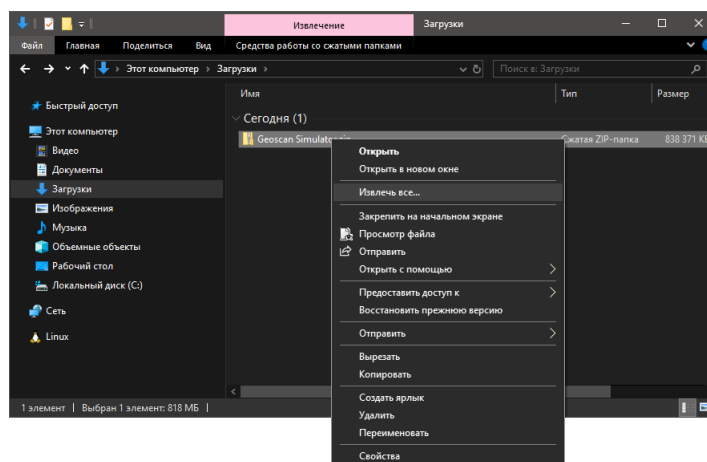 Извлечение
Загрузки
Файл Главная Поделиться Вид Средства работы со сжатыми папками
Этот компьютер > Загрузки >
Поиск в: Загрузки
Имя Тип Размер
Быстрый доступ
Этот компьютер
Видео
Документы
Загрузки
Изображения
Музыка
Объемные объекты
Рабочий стол
Локальный диск (C:)
Сеть
Linux
Сегодня (1)
Geoscan Simulator.zip Сжатая ZIP-папка 838 371 КБ
Открыть
Открыть в новом окне
Извлечь все...
Закрепить на начальном экране
Просмотр файла
Отправить
Открыть с помощью
Предоставить доступ к
Восстановить прежнюю версию
Отправить
Вырезать
Копировать
Создать ярлык
Удалить
Переименовать
Свойства
1 элемент | Выбран 1 элемент: 818 МБ |